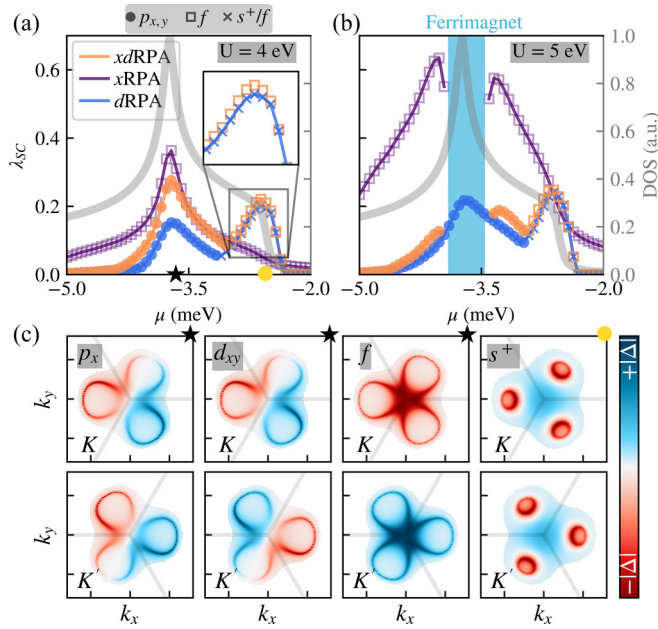 ● p_{x,y} □ f × s⁺/f
Ferrimagnet
(a)
U = 4 eV
xdRPA
xRPA
dRPA
λ_{SC}
0.6
0.4
0.2
0.0
-5.0
-3.5
-2.0
μ (meV)
(b)
U = 5 eV
1.0
0.8
0.6
0.4
0.2
0.0
DOS (a.u.)
-5.0
-3.5
-2.0
μ (meV)
(c)
p_x
d_{xy}
f
s⁺
k_y
K
K
K
K
k_y
K′
K′
K′
K′
k_x
k_x
k_x
k_x
+|Δ|
−|Δ|